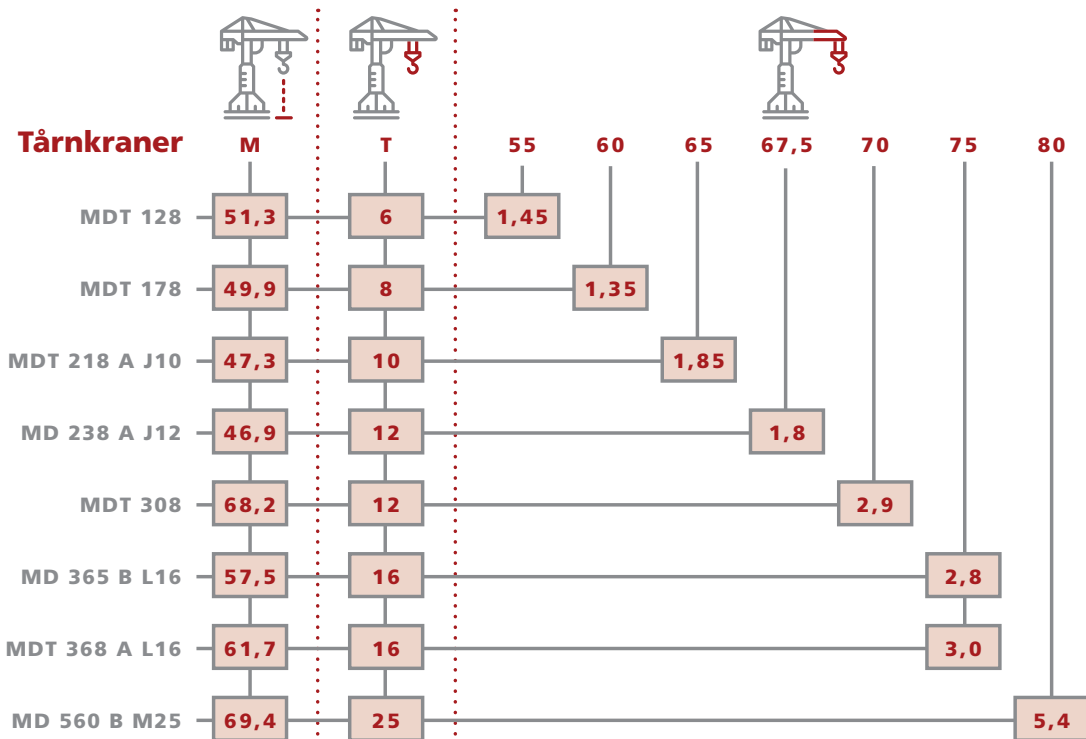 Tårnkraner M T 55 60 65 67,5 70 75 80
MDT 128 51,3 6 1,45
MDT 178 49,9 8 1,35
MDT 218 A J10 47,3 10 1,85
MD 238 A J12 46,9 12 1,8
MDT 308 68,2 12 2,9
MD 365 B L16 57,5 16 2,8
MDT 368 A L16 61,7 16 3,0
MD 560 B M25 69,4 25 5,4